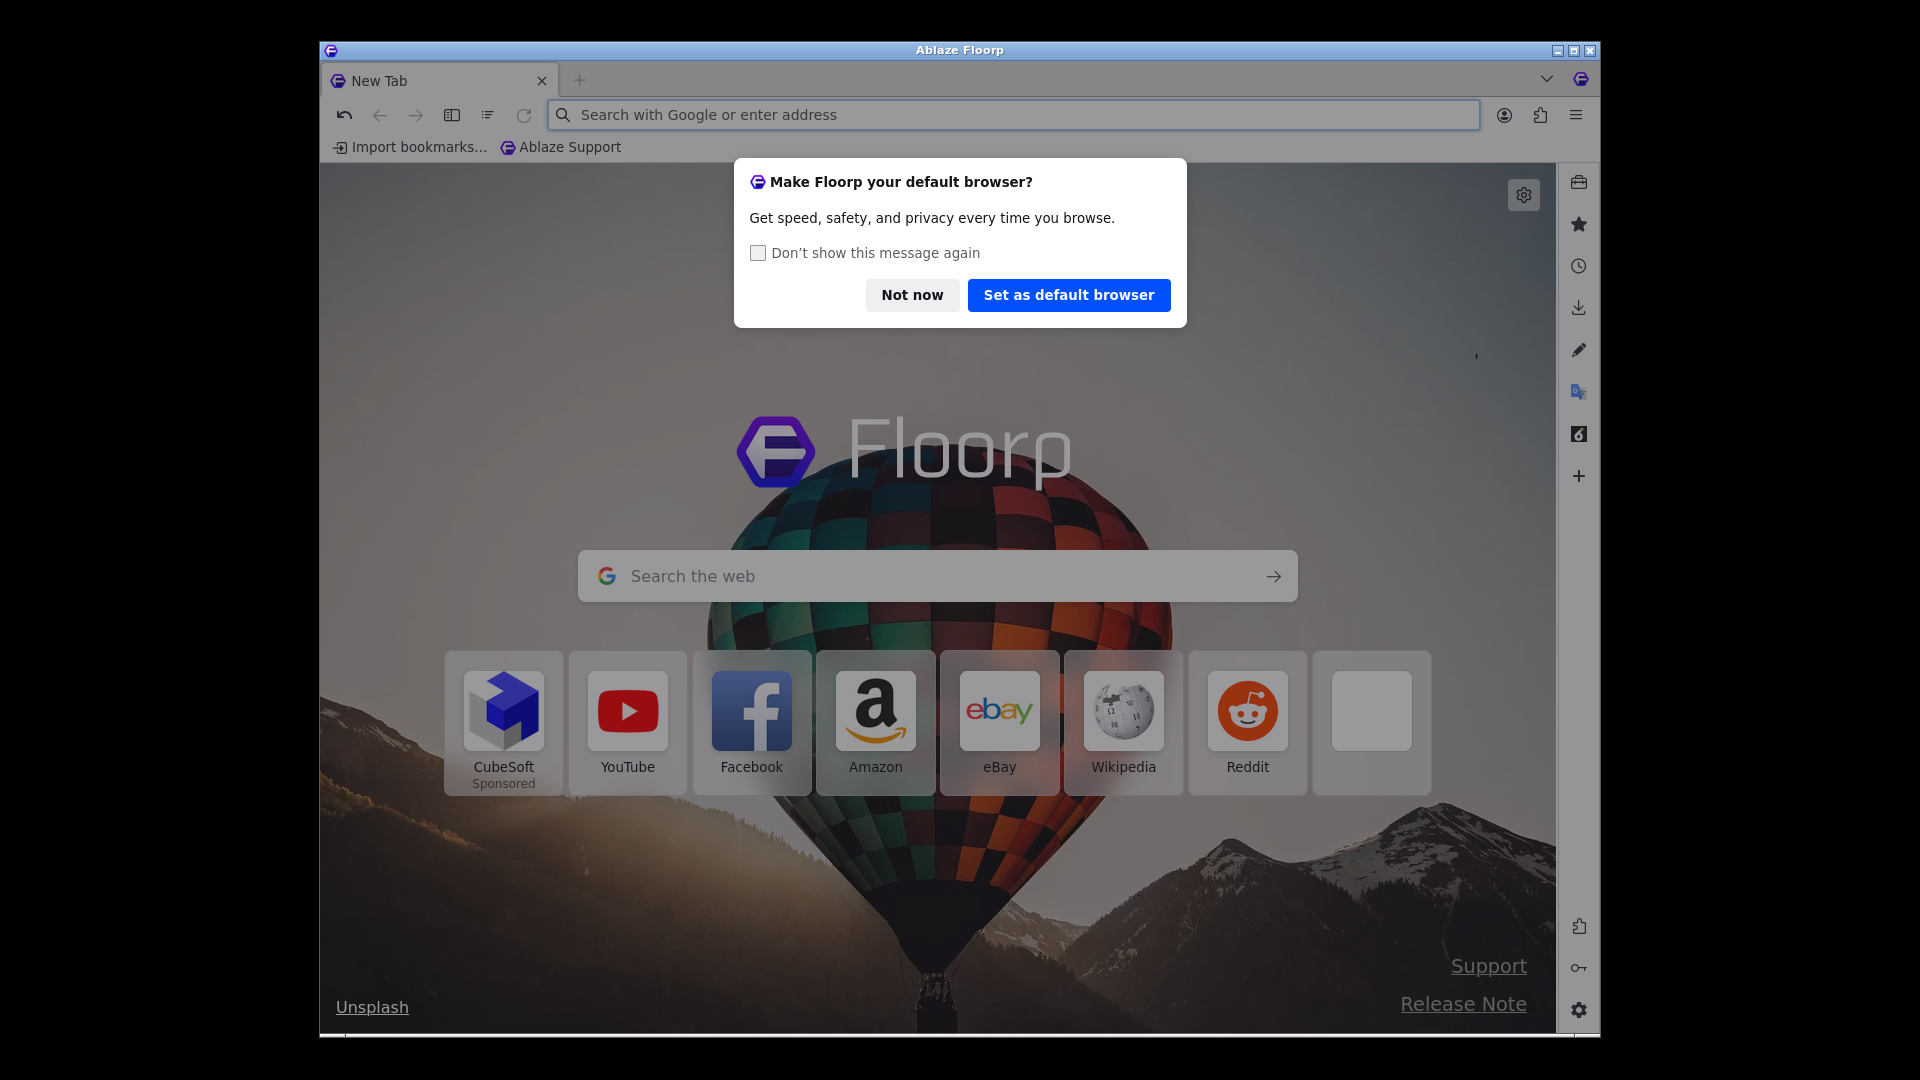 Ablaze Floorp
New Tab
Search with Google or enter address
Import bookmarks...
Ablaze Support
Make Floorp your default browser?
Get speed, safety, and privacy every time you browse.
Don’t show this message again
Not now
Set as default browser
Floorp
Search the web
a
ebay
CubeSoft
Sponsored
YouTube
Facebook
Amazon
eBay
Wikipedia
Reddit
Support
Release Note
Unsplash